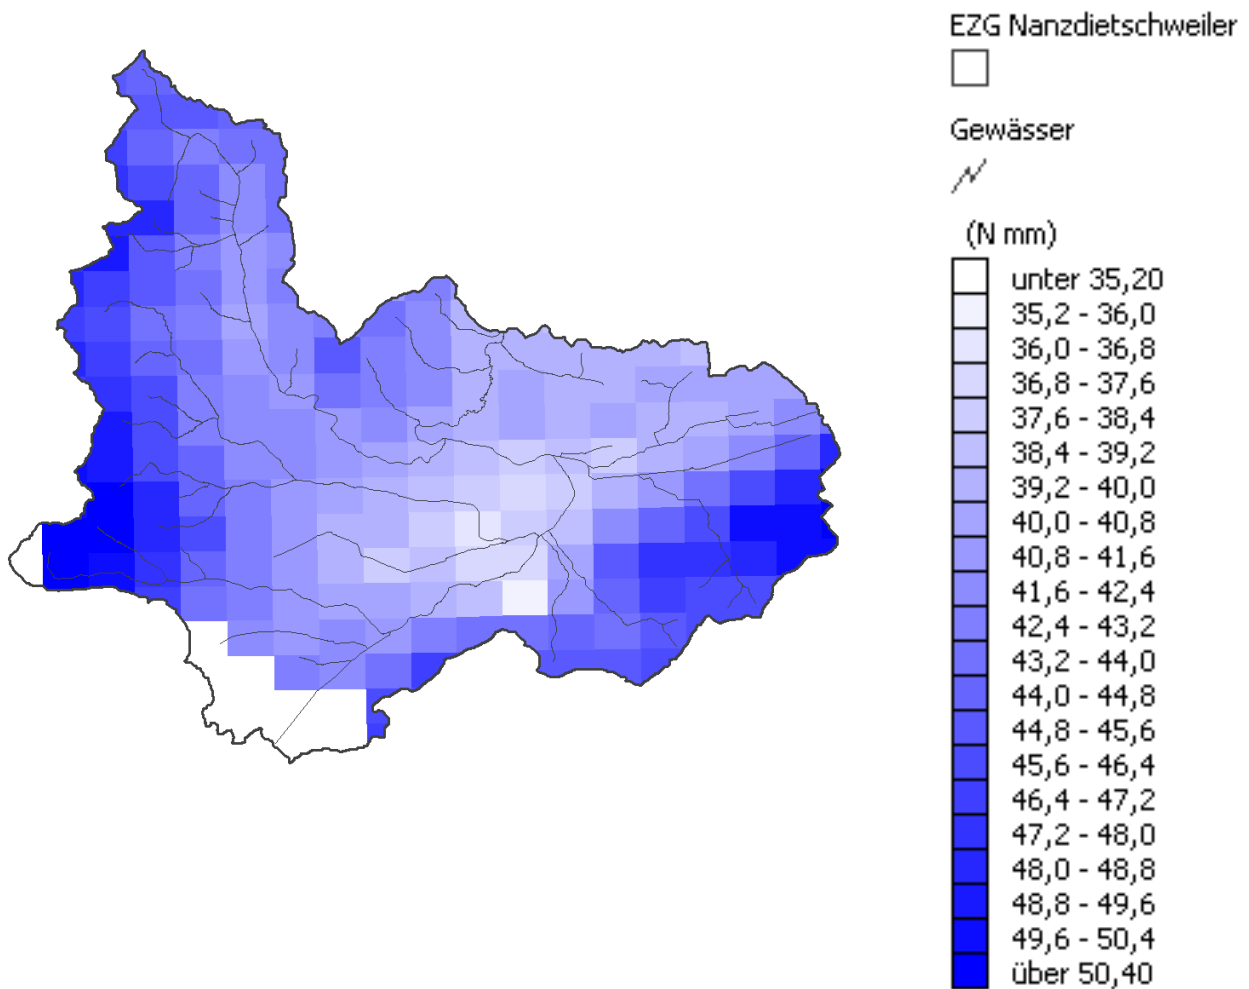 EZG Nanzdietschweiler
Gewässer
(N mm)
unter 35,20
35,2 - 36,0
36,0 - 36,8
36,8 - 37,6
37,6 - 38,4
38,4 - 39,2
39,2 - 40,0
40,0 - 40,8
40,8 - 41,6
41,6 - 42,4
42,4 - 43,2
43,2 - 44,0
44,0 - 44,8
44,8 - 45,6
45,6 - 46,4
46,4 - 47,2
47,2 - 48,0
48,0 - 48,8
48,8 - 49,6
49,6 - 50,4
über 50,40